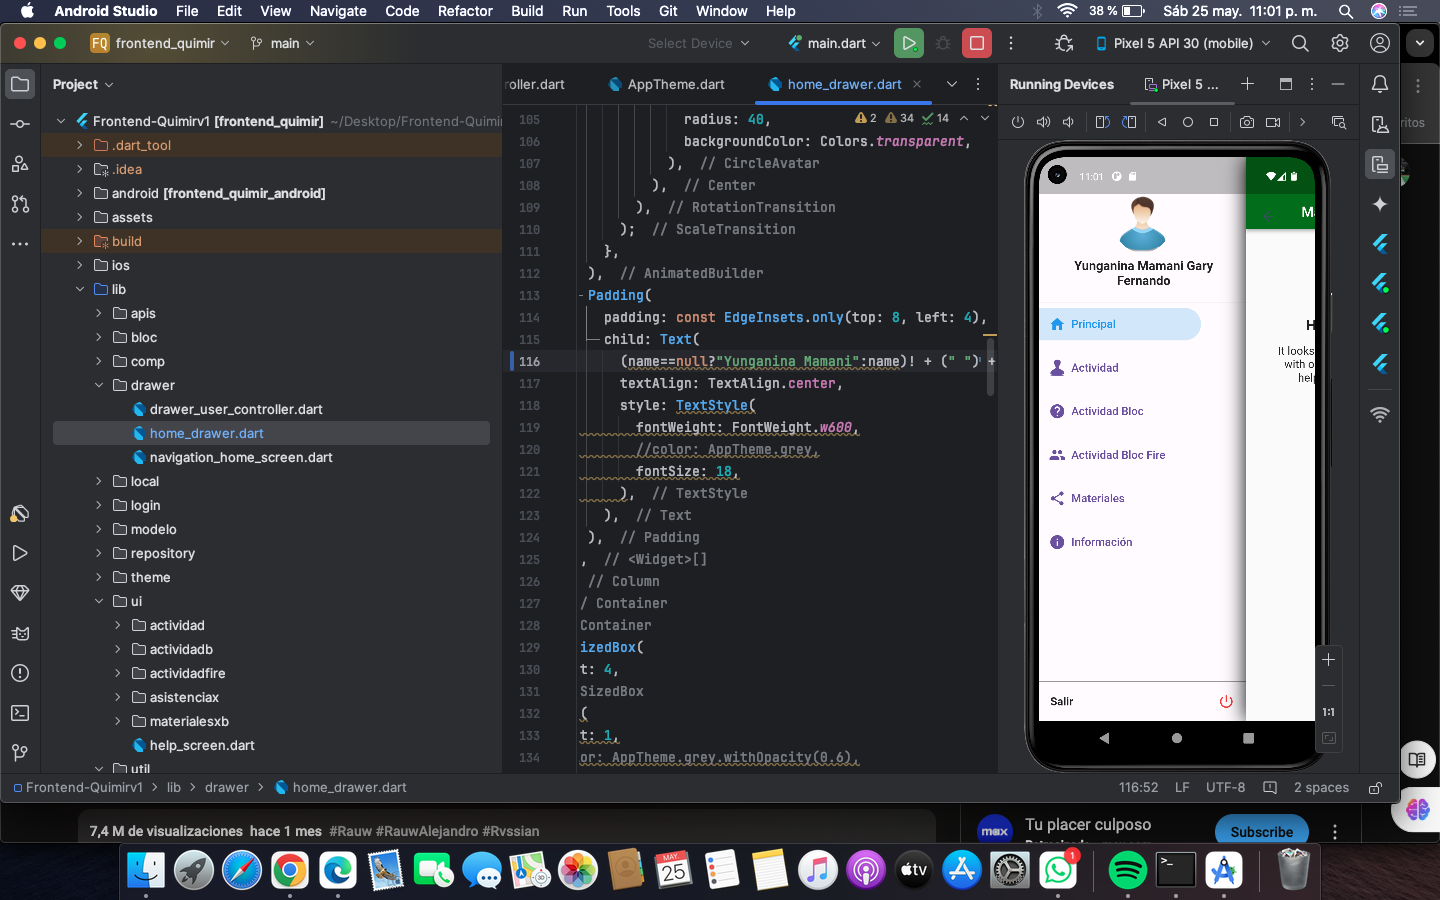 Android Studio File Edit View Navigate Code Refactor Build Run Tools Git Window Help 38 % Sáb 25 may. 11:01 p. m.
FQ frontend_quimir main Select Device main.dart Pixel 5 API 30 (mobile)
Project
roller.dart AppTheme.dart home_drawer.dart
Running Devices Pixel 5 ...
Frontend-Quimirv1 [frontend_quimir] ~/Desktop/Frontend-Quimir
.dart_tool
.idea
android [frontend_quimir_android]
assets
build
ios
lib
apis
bloc
comp
drawer
drawer_user_controller.dart
home_drawer.dart
navigation_home_screen.dart
local
login
modelo
repository
theme
ui
actividad
actividadb
actividadfire
asistenciax
materialesxb
help_screen.dart
util
2 34 14
105 radius: 40,
106 backgroundColor: Colors.transparent,
107 ), // CircleAvatar
108 ), // Center
109 ), // RotationTransition
110 ); // ScaleTransition
111 },
112 ), // AnimatedBuilder
113 Padding(
114 padding: const EdgeInsets.only(top: 8, left: 4),
115 child: Text(
116 (name==null?"Yunganina Mamani":name)! + (" ") +
117 textAlign: TextAlign.center,
118 style: TextStyle(
119 fontWeight: FontWeight.w600,
120 //color: AppTheme.grey,
121 fontSize: 18,
122 ), // TextStyle
123 ), // Text
124 ), // Padding
125 , // <Widget>[]
126 // Column
127 / Container
128 Container
129 izedBox(
130 t: 4,
131 SizedBox
132 (
133 t: 1,
134 or: AppTheme.grey.withOpacity(0.6),
11:01
Yunganina Mamani Gary
Fernando
Principal
Actividad
Actividad Bloc
Actividad Bloc Fire
Materiales
Información
Salir
Ma
H
It looks
with o
help
1:1
ritos
Frontend-Quimirv1 > lib > drawer > home_drawer.dart 116:52 LF UTF-8 2 spaces
7,4 M de visualizaciones hace 1 mes #Rauw #RauwAlejandro #Rvssian
max Tu placer culposo Subscribe
MAY.
25
tv
1